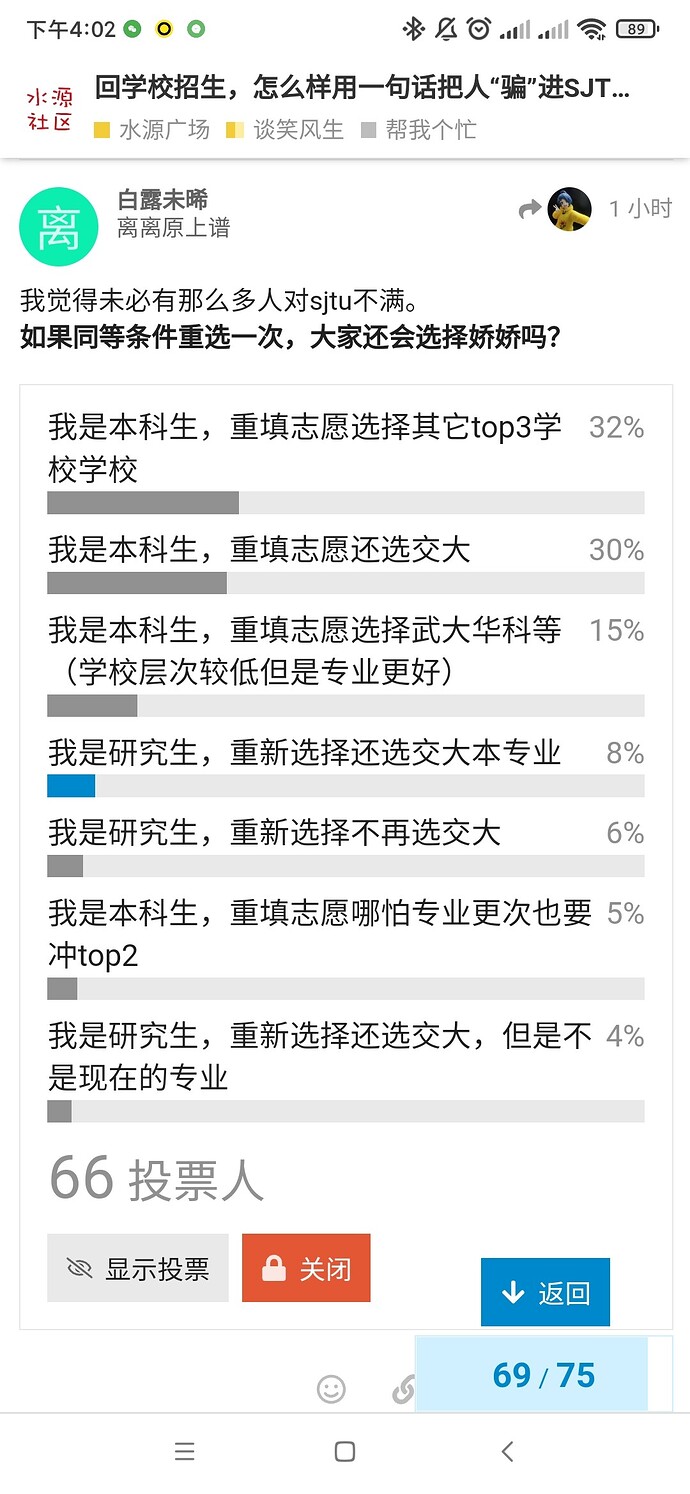 下午4:02
89
水源
社区
回学校招生，怎么样用一句话把人“骗”进SJT...
水源广场 谈笑风生 帮我个忙
离
白露未晞
离离原上谱
1 小时
我觉得未必有那么多人对sjtu不满。
如果同等条件重选一次，大家还会选择娇娇吗？
我是本科生，重填志愿选择其它top3学 32%
校学校
我是本科生，重填志愿还选交大 30%
我是本科生，重填志愿选择武大华科等 15%
（学校层次较低但是专业更好）
我是研究生，重新选择还选交大本专业 8%
我是研究生，重新选择不再选交大 6%
我是本科生，重填志愿哪怕专业更次也要 5%
冲top2
我是研究生，重新选择还选交大，但是不 4%
是现在的专业
66 投票人
显示投票 关闭 返回
69 / 75